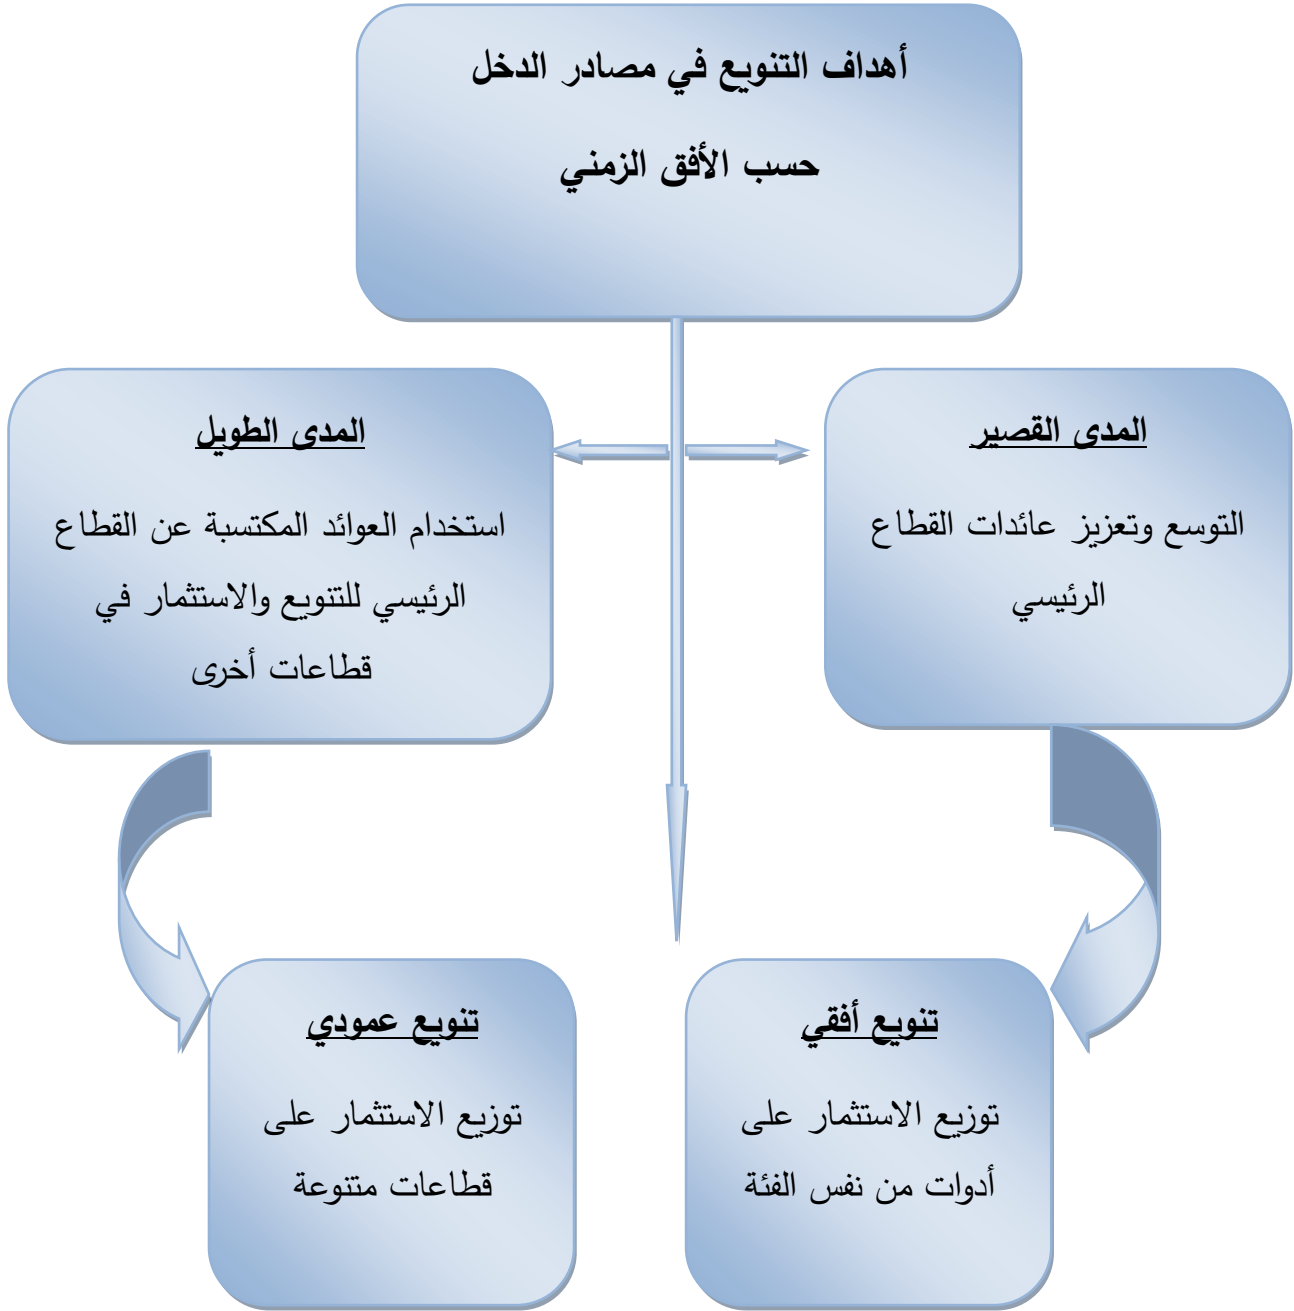 أهداف التنويع في مصادر الدخل
حسب الأفق الزمني
المدى القصير
التوسع وتعزيز عائدات القطاع
الرئيسي
المدى الطويل
استخدام العوائد المكتسبة عن القطاع
الرئيسي للتنويع والاستثمار في
قطاعات أخرى
تنويع أفقي
توزيع الاستثمار على
أدوات من نفس الفئة
تنويع عمودي
توزيع الاستثمار على
قطاعات متنوعة